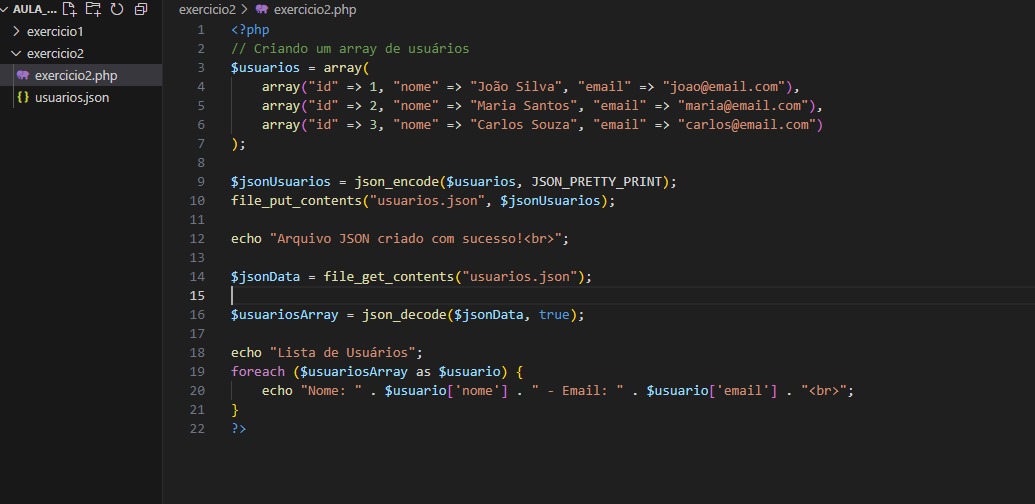 AULA_...
exercicio1
exercicio2
exercicio2.php
{} usuarios.json
exercicio2 > exercicio2.php
1 <?php
2 // Criando um array de usuários
3 $usuarios = array(
4     array("id" => 1, "nome" => "João Silva", "email" => "joao@email.com"),
5     array("id" => 2, "nome" => "Maria Santos", "email" => "maria@email.com"),
6     array("id" => 3, "nome" => "Carlos Souza", "email" => "carlos@email.com")
7 );
8
9 $jsonUsuarios = json_encode($usuarios, JSON_PRETTY_PRINT);
10 file_put_contents("usuarios.json", $jsonUsuarios);
11
12 echo "Arquivo JSON criado com sucesso!<br>";
13
14 $jsonData = file_get_contents("usuarios.json");
15
16 $usuariosArray = json_decode($jsonData, true);
17
18 echo "Lista de Usuários";
19 foreach ($usuariosArray as $usuario) {
20     echo "Nome: " . $usuario['nome'] . " - Email: " . $usuario['email'] . "<br>";
21 }
22 ?>